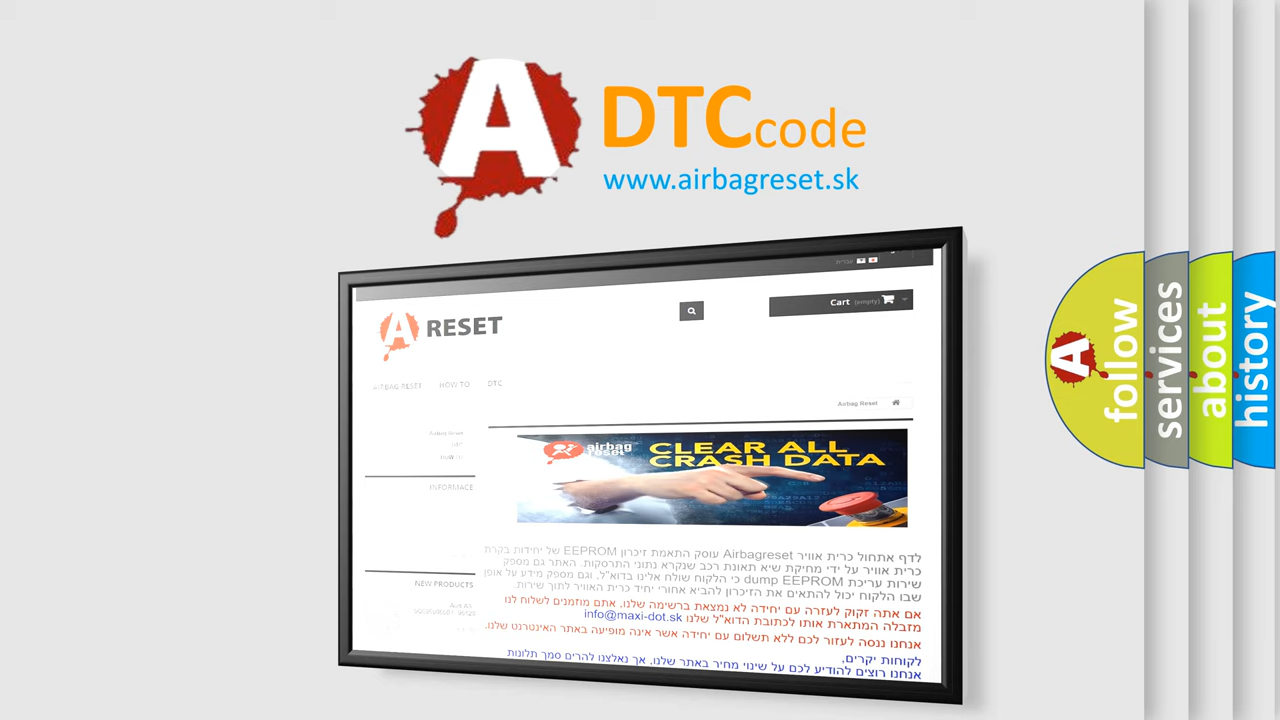 A DTCcode
www.airbagreset.sk
עברית
A RESET
Cart (empty)
AIRBAG RESET HOW TO DTC
Airbag Reset
Airbag Reset
HOW TO
INFORMACE
NEW PRODUCTS
airbag
reset
CLEAR ALL
CRASH DATA
לדף אתחול כרית אוויר Airbagreset עוסק התאמת זיכרון EEPROM של יחידות בקרת
כרית אוויר על ידי מחיקת שיא תאונת רכב שנקרא נתוני התרסקות. האתר גם מספק
שירות עריכת dump EEPROM כי הלקוח שולח אלינו בדוא"ל, וגם מספק מידע על אופן
שבו הלקוח יכול להתאים את הזיכרון להביא אחורי יחיד כרית האוויר לתוך שירות.
אם אתה זקוק לעזרה עם יחידה לא נמצאת ברשימה שלנו, אתם מוזמנים לשלוח לנו
מזבלה המתארת אותו לכתובת הדוא"ל שלנו info@maxi-dot.sk
אנחנו ננסה לעזור לכם ללא תשלום עם יחידה אשר אינה מופיעה באתר האינטרנט שלנו.
לקוחות יקרים,
אנחנו רוצים להודיע לכם על שינוי מחיר באתר שלנו, אך נאלצנו להרים סמך תלונות
A follow
services
about
history